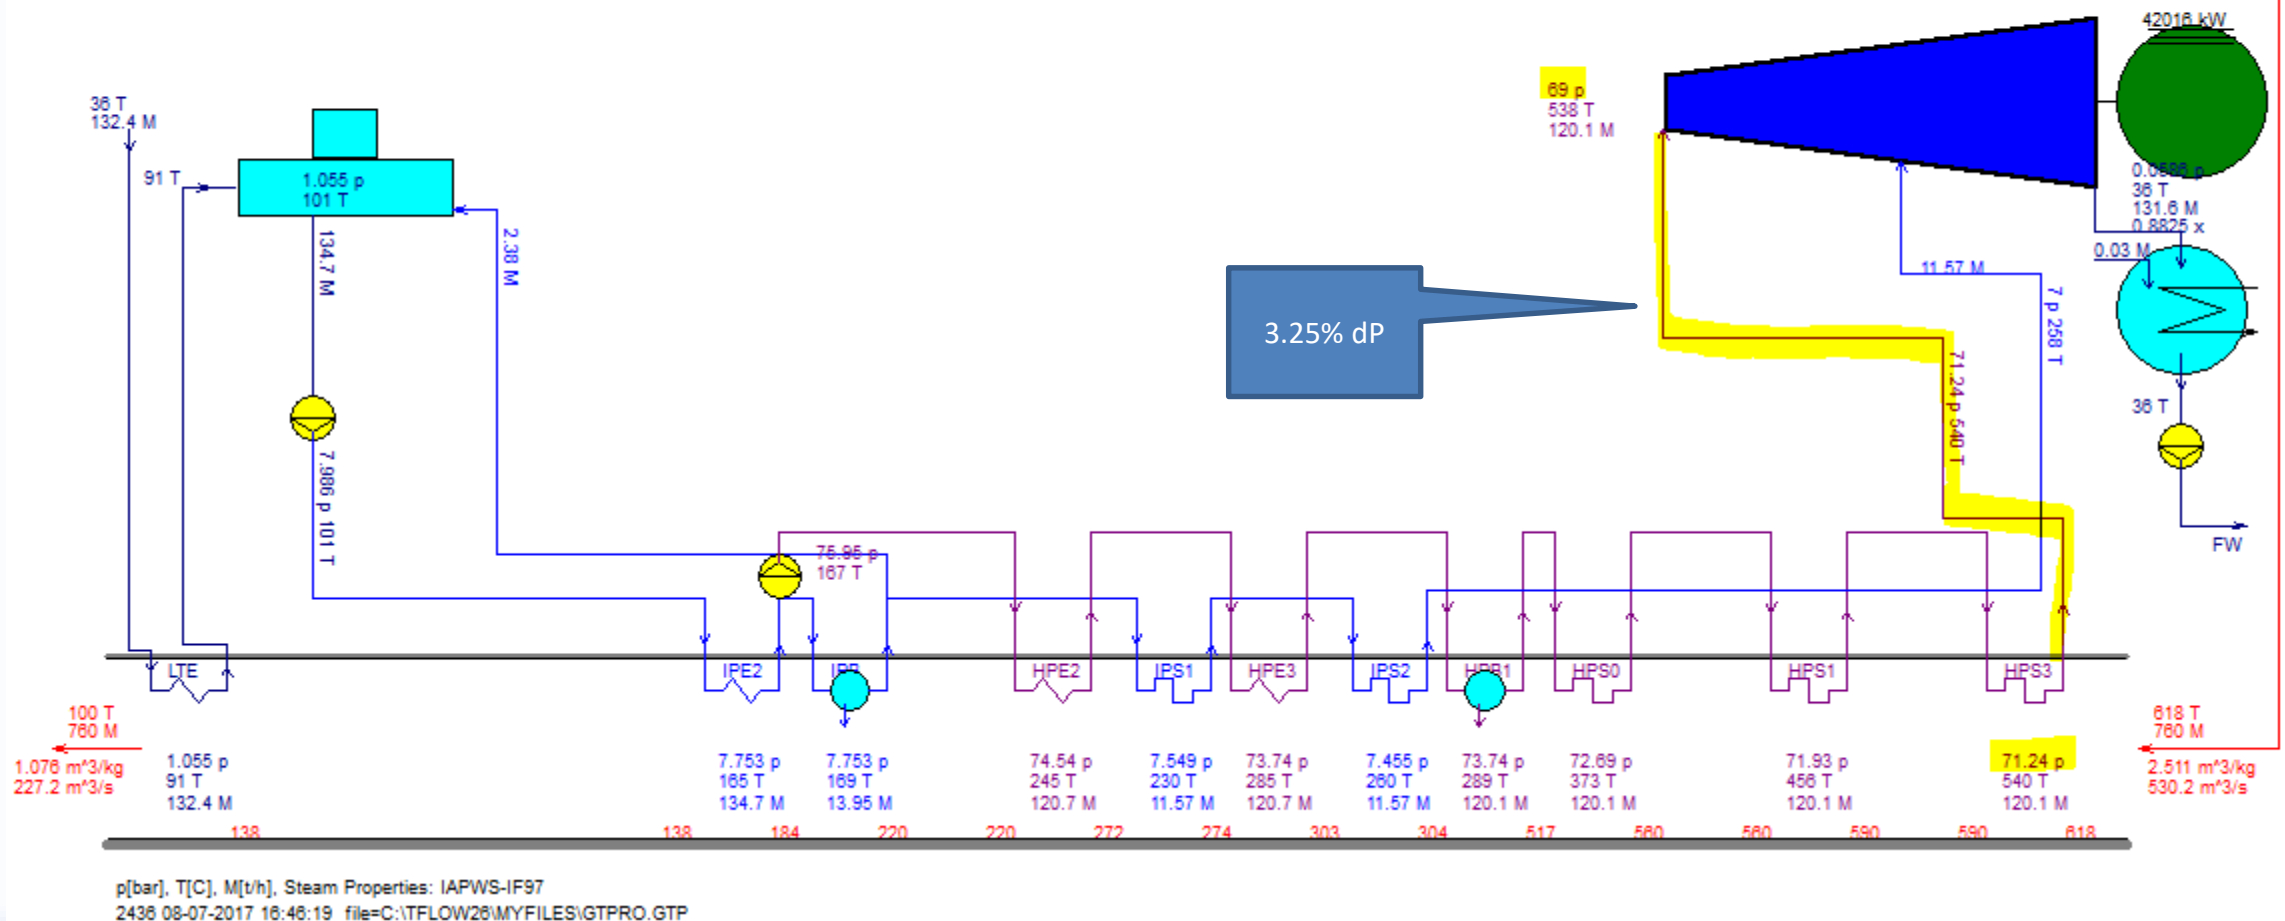 42016 kW
36 T
132.4 M
91 T
1.055 p
101 T
134.7 M
2.38 M
7.986 p 101 T
69 p
538 T
120.1 M
36 T
131.6 M
0.8825 x
0.03 M
11.57 M
7 p 258 T
3.25% dP
71.24 p 540 T
36 T
FW
75.95 p
167 T
LTE
IPE2
IPB
HPE2
IPS1
HPE3
IPS2
HPB1
HPS0
HPS1
HPS3
100 T
760 M
1.076 m^3/kg
227.2 m^3/s
1.055 p
91 T
132.4 M
7.753 p
165 T
134.7 M
7.753 p
169 T
13.95 M
74.54 p
245 T
120.7 M
7.549 p
230 T
11.57 M
73.74 p
285 T
120.7 M
7.455 p
260 T
11.57 M
73.74 p
289 T
120.1 M
72.69 p
373 T
120.1 M
71.93 p
456 T
120.1 M
71.24 p
540 T
120.1 M
618 T
760 M
2.511 m^3/kg
530.2 m^3/s
138 138 184 220 220 272 274 303 304 517 560 560 590 590 618
p[bar], T[C], M[t/h], Steam Properties: IAPWS-IF97
2436 08-07-2017 16:46:19 file=C:\TFLOW26\MYFILES\GTPRO.GTP